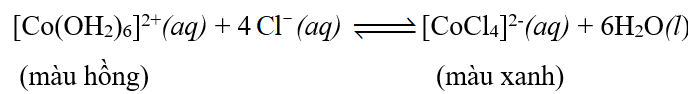 [Co(OH2)6]²⁺(aq) + 4 Cl⁻ (aq) ⇌ [CoCl4]²⁻(aq) + 6H2O(l)
(màu hồng) (màu xanh)